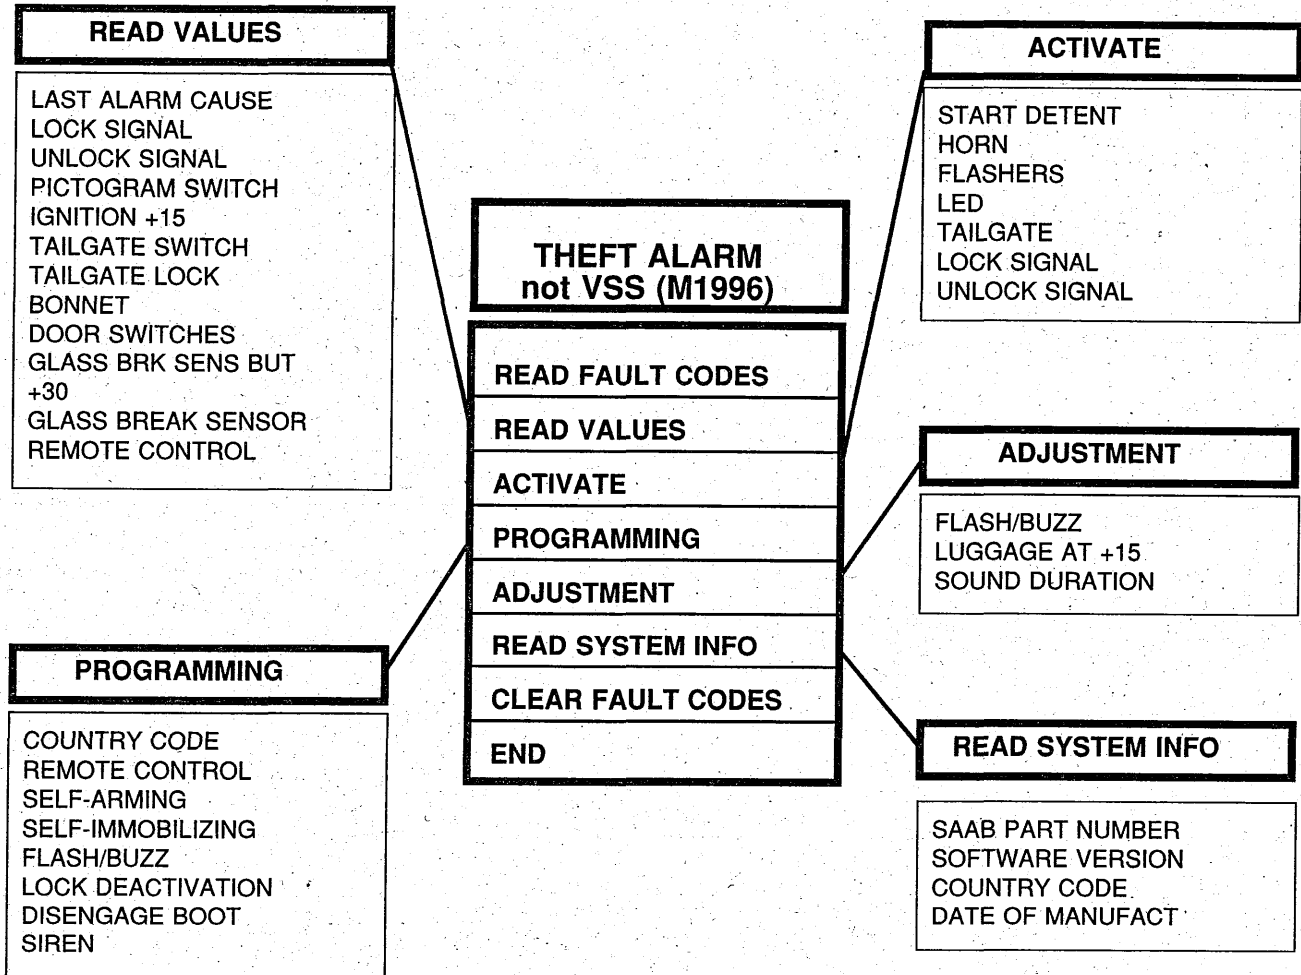 READ VALUES
LAST ALARM CAUSE
LOCK SIGNAL
UNLOCK SIGNAL
PICTOGRAM SWITCH
IGNITION +15
TAILGATE SWITCH
TAILGATE LOCK
BONNET
DOOR SWITCHES
GLASS BRK SENS BUT
+30
GLASS BREAK SENSOR
REMOTE CONTROL
PROGRAMMING
COUNTRY CODE
REMOTE CONTROL
SELF-ARMING
SELF-IMMOBILIZING
FLASH/BUZZ
LOCK DEACTIVATION
DISENGAGE BOOT
SIREN
THEFT ALARM
not VSS (M1996)
READ FAULT CODES
READ VALUES
ACTIVATE
PROGRAMMING
ADJUSTMENT
READ SYSTEM INFO
CLEAR FAULT CODES
END
ACTIVATE
START DETENT
HORN
FLASHERS
LED
TAILGATE
LOCK SIGNAL
UNLOCK SIGNAL
ADJUSTMENT
FLASH/BUZZ
LUGGAGE AT +15
SOUND DURATION
READ SYSTEM INFO
SAAB PART NUMBER
SOFTWARE VERSION
COUNTRY CODE
DATE OF MANUFACT